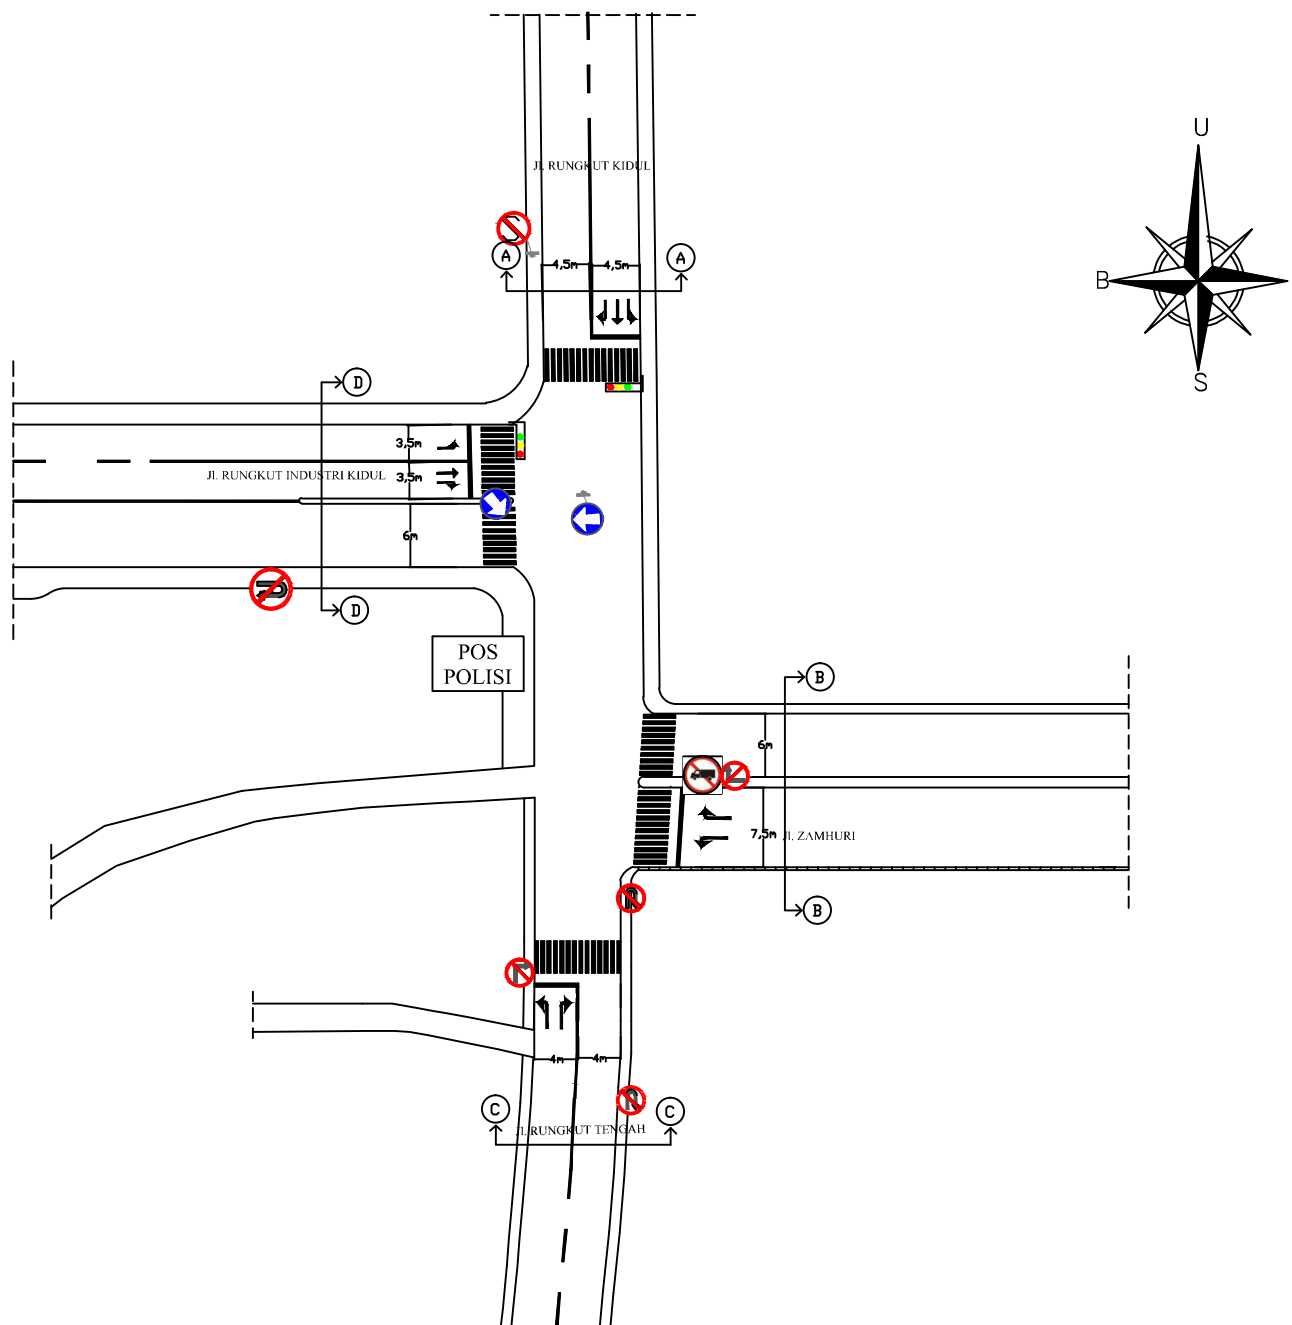 U
Jl. RUNGKUT KIDUL
A
A
4,5m
4,5m
B
S
D
3,5m
Jl. RUNGKUT INDUSTRI KIDUL
3,5m
6m
D
POS
POLISI
B
6m
7,5m
Jl. ZAMHURI
B
4m
4m
C
C
Jl. RUNGKUT TENGAH